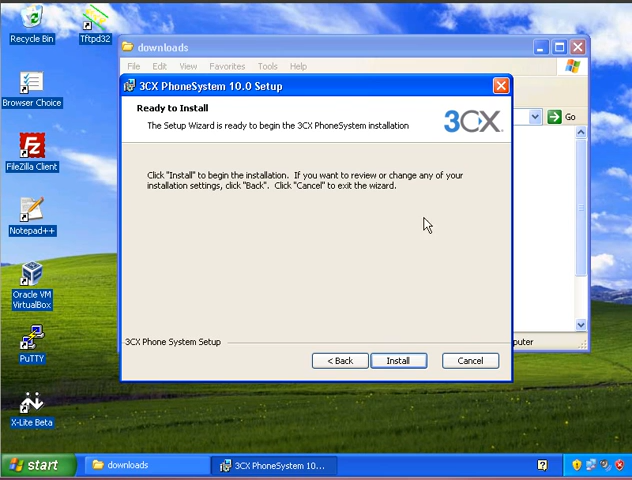 Recycle Bin
Tftpd32
Browser Choice
FileZilla Client
Notepad++
Oracle VM
VirtualBox
PuTTY
X-Lite Beta
downloads
File Edit View Favorites Tools Help
Go
3CX PhoneSystem 10.0 Setup
Ready to Install
The Setup Wizard is ready to begin the 3CX PhoneSystem installation
3CX
Click "Install" to begin the installation. If you want to review or change any of your
installation settings, click "Back". Click "Cancel" to exit the wizard.
3CX Phone System Setup
< Back Install Cancel
puter
start downloads 3CX PhoneSystem 10...